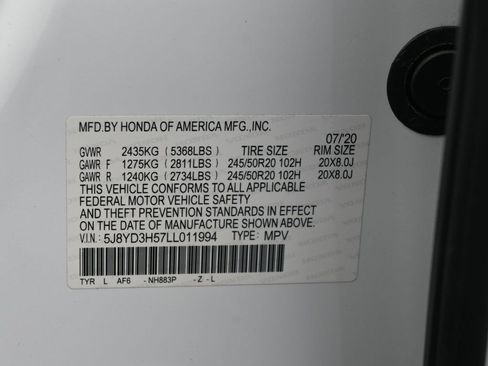 MFD.BY HONDA OF AMERICA MFG.,INC.
07/'20
GVWR 2435KG (5368LBS) TIRE SIZE RIM SIZE
GAWR F 1275KG (2811LBS) 245/50R20 102H 20X8.0J
GAWR R 1240KG (2734LBS) 245/50R20 102H 20X8.0J
THIS VEHICLE CONFORMS TO ALL APPLICABLE
FEDERAL MOTOR VEHICLE SAFETY
AND THEFT PREVENTION STANDARDS IN EFFECT
ON THE DATE OF MANUFACTURE SHOWN ABOVE.
V.I.N.: 5J8YD3H57LL011994 TYPE: MPV
TYR L AF6 -NH883P -Z-L